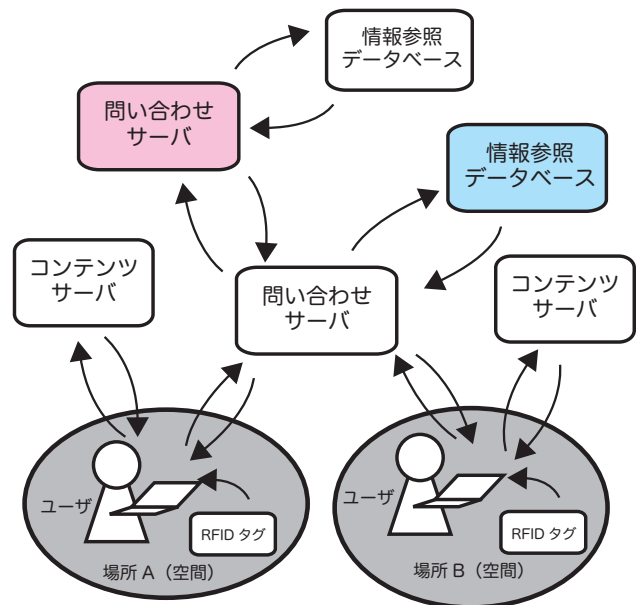 情報参照
データベース
問い合わせ
サーバ
情報参照
データベース
コンテンツ
サーバ
問い合わせ
サーバ
コンテンツ
サーバ
ユーザ
RFID タグ
場所 A（空間）
ユーザ
RFID タグ
場所 B（空間）